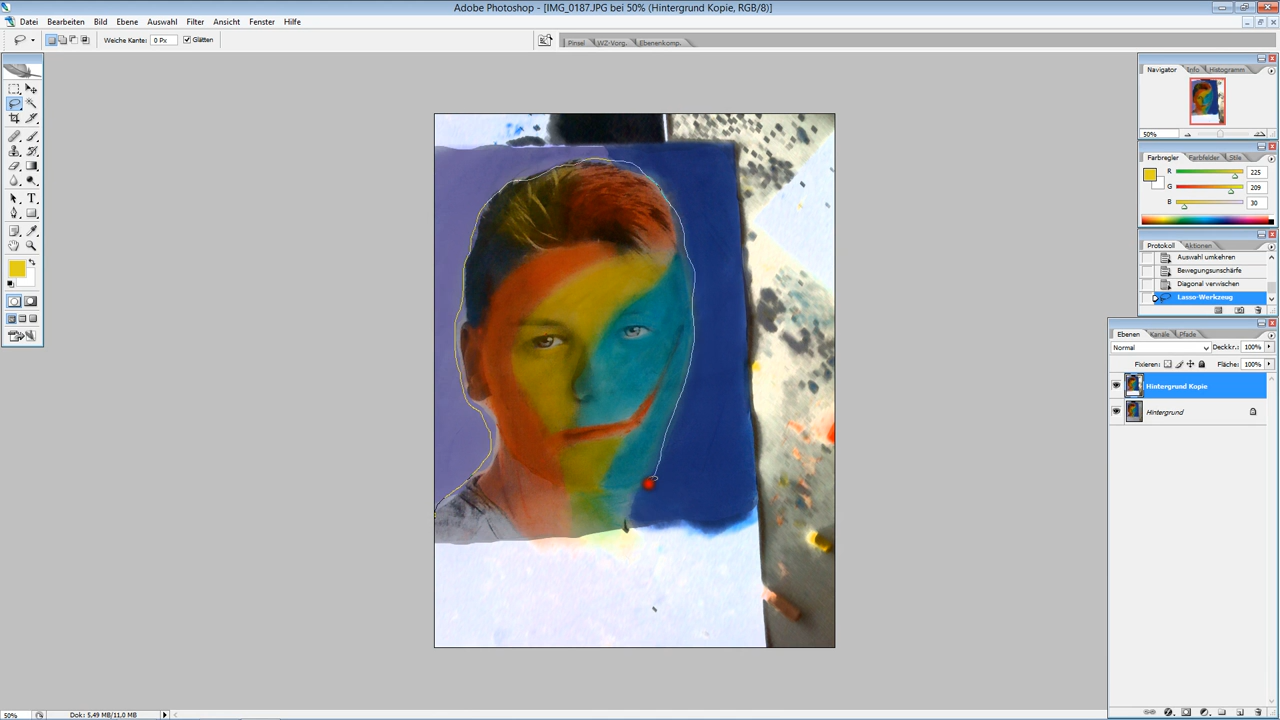 Adobe Photoshop - [IMG_0187.JPG bei 50% (Hintergrund Kopie, RGB/8)]
Datei Bearbeiten Bild Ebene Auswahl Filter Ansicht Fenster Hilfe
Weiche Kante: 0 Px Glätten Pinsel WZ-Vorg. Ebenenkomp.
Navigator Info Histogramm
50%
Farbregler Farbfelder Stile
R 225
G 209
B 30
Protokoll Aktionen
Auswahl umkehren
Bewegungsunschärfe
Diagonal verwischen
Lasso-Werkzeug
Ebenen Kanäle Pfade
Normal Deckkr.: 100%
Fixieren: Fläche: 100%
Hintergrund Kopie
Hintergrund
50% Dok: 5,49 MB/11,0 MB